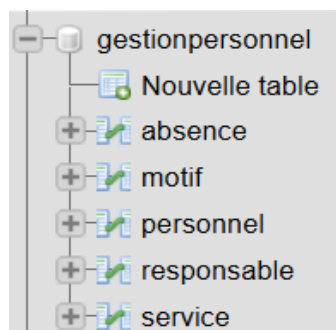 gestionpersonnel
Nouvelle table
absence
motif
personnel
responsable
service